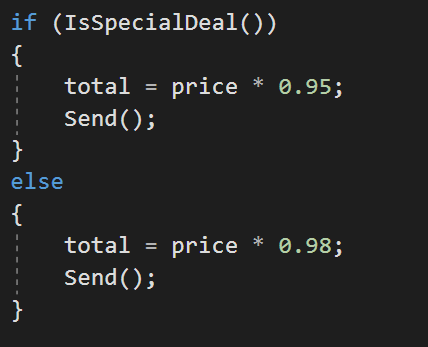 if (IsSpecialDeal())
{
    total = price * 0.95;
    Send();
}
else
{
    total = price * 0.98;
    Send();
}